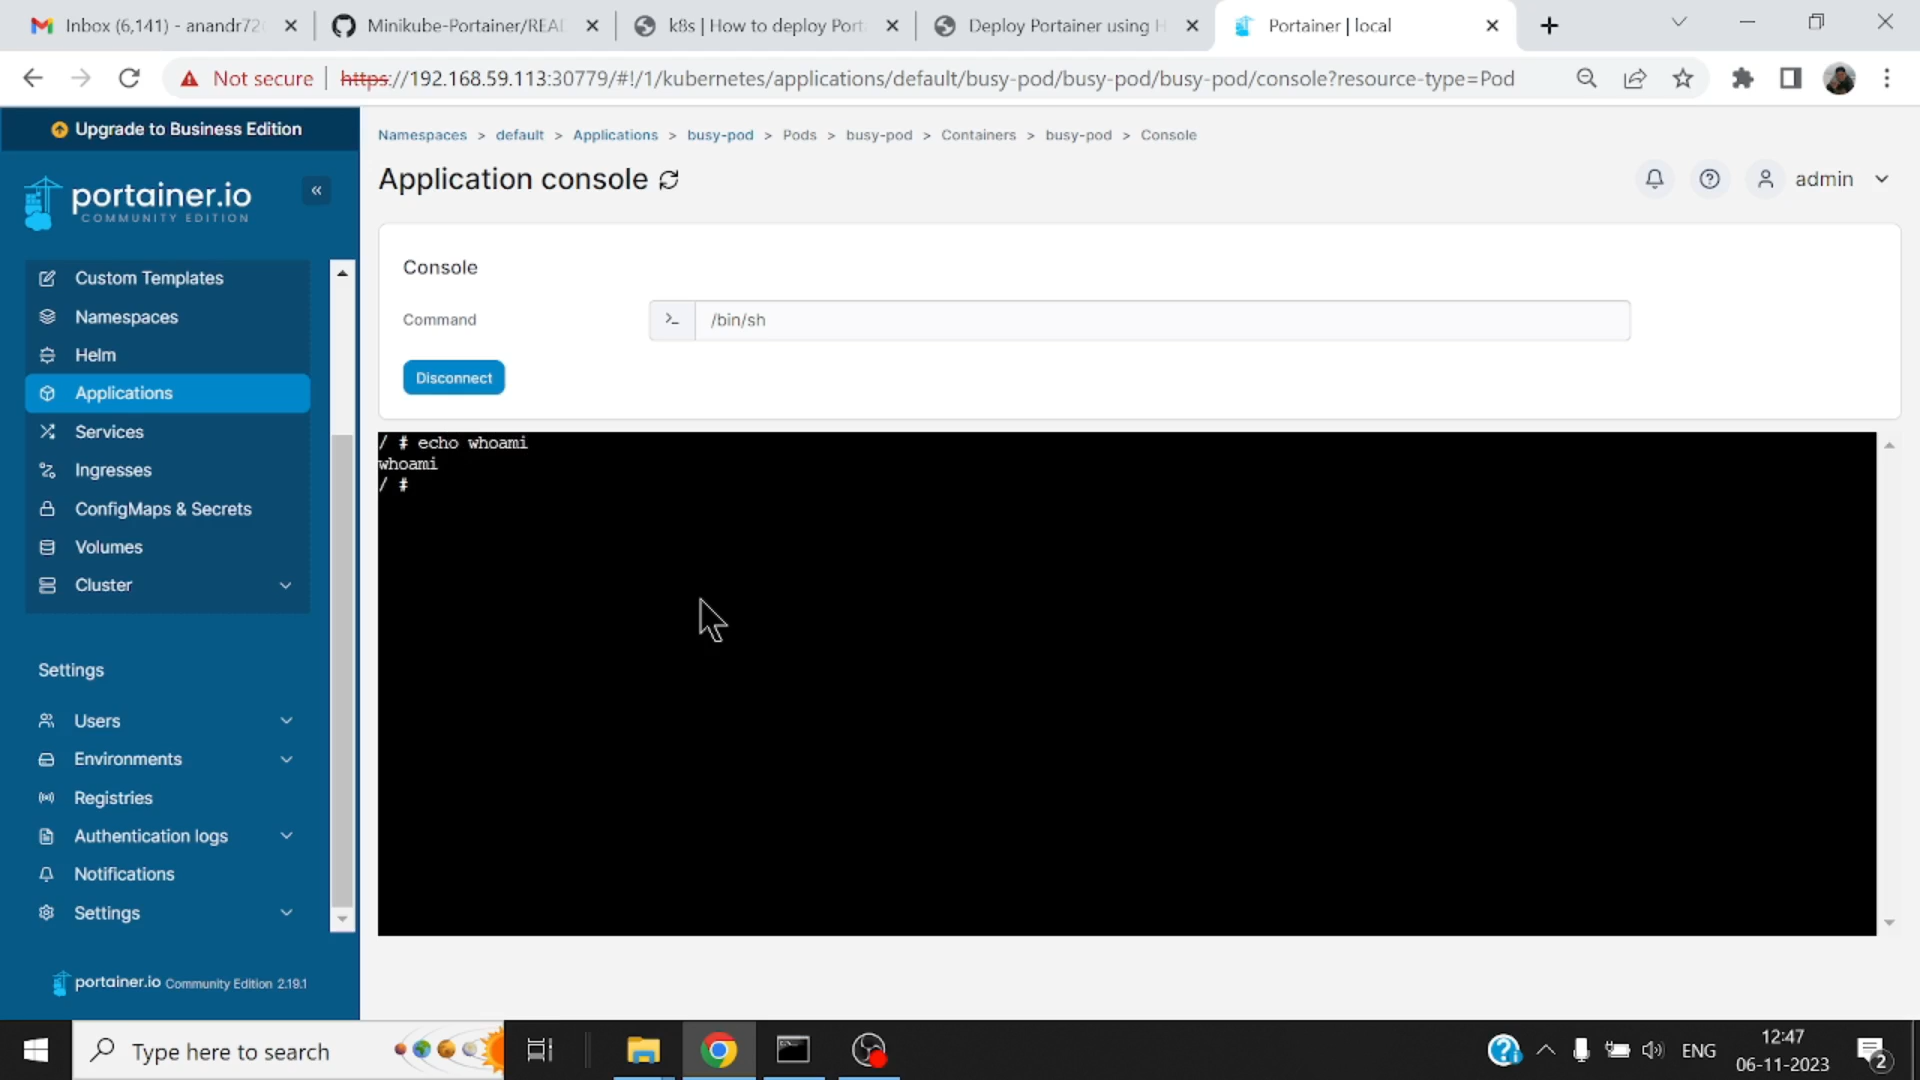 Inbox (6,141) - anandr72
Minikube-Portainer/REA
k8s | How to deploy Port
Deploy Portainer using H
Portainer | local
Not secure
https://192.168.59.113:30779/#!/1/kubernetes/applications/default/busy-pod/busy-pod/busy-pod/console?resource-type=Pod
Upgrade to Business Edition
portainer.io
COMMUNITY EDITION
«
Custom Templates
Namespaces
Helm
Applications
Services
Ingresses
ConfigMaps & Secrets
Volumes
Cluster
Settings
Users
Environments
Registries
Authentication logs
Notifications
Settings
portainer.io Community Edition 2.19.1
Namespaces > default > Applications > busy-pod > Pods > busy-pod > Containers > busy-pod > Console
Application console
admin
Console
Command
>_ /bin/sh
Disconnect
/ # echo whoami
whoami
/ #
Type here to search
ENG
12:47
06-11-2023
2